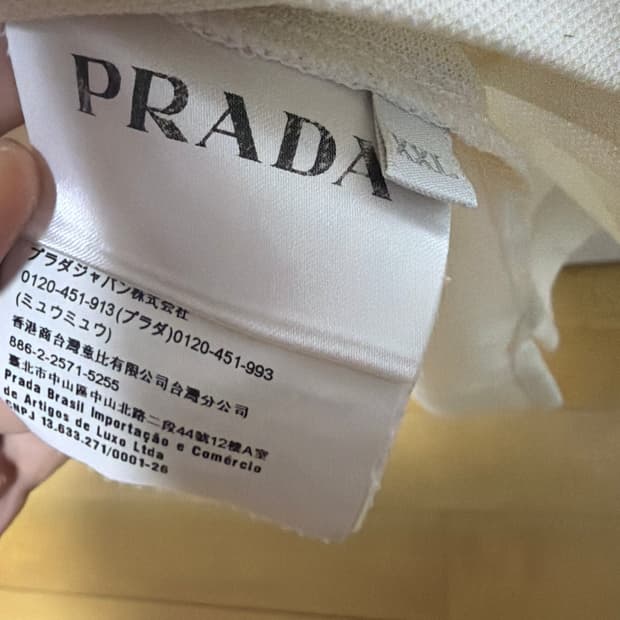 PRADA
XXL
プラダジャパン株式会社
0120-451-913(プラダ)0120-451-993
(ミュウミュウ)
香港商台灣意比有限公司台灣分公司
886-2-2571-5255
臺北市中山區中山北路二段44號12樓A室
Prada Brasil Importação e Comércio
de Artigos de Luxo Ltda
CNPJ 13.633.271/0001-26